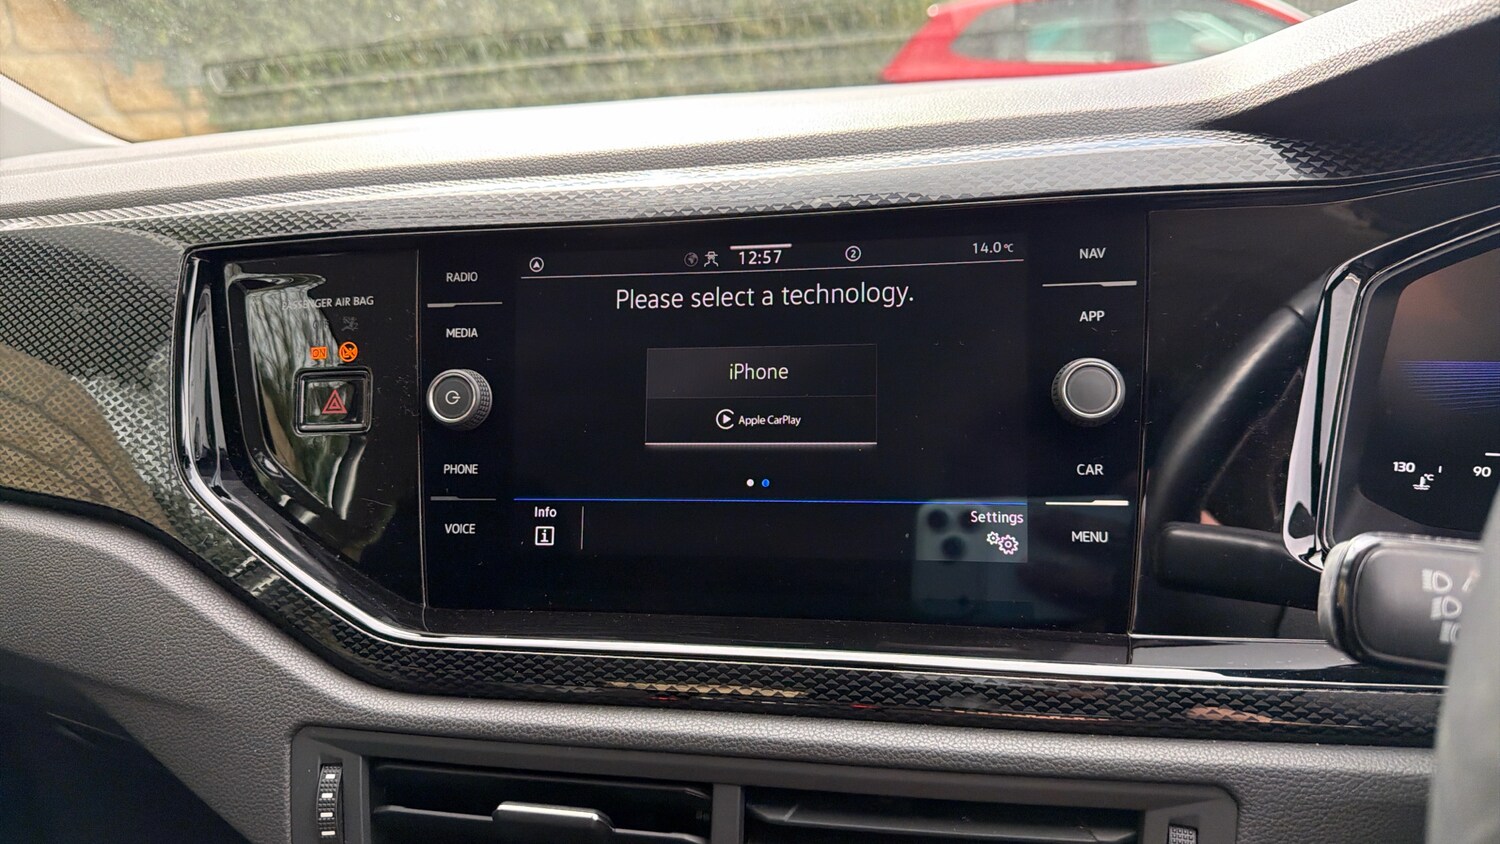 PASSENGER AIR BAG
ON
RADIO
MEDIA
PHONE
VOICE
12:57
2
14.0°C
Please select a technology.
iPhone
Apple CarPlay
Info
i
Settings
NAV
APP
CAR
MENU
130
°C
90